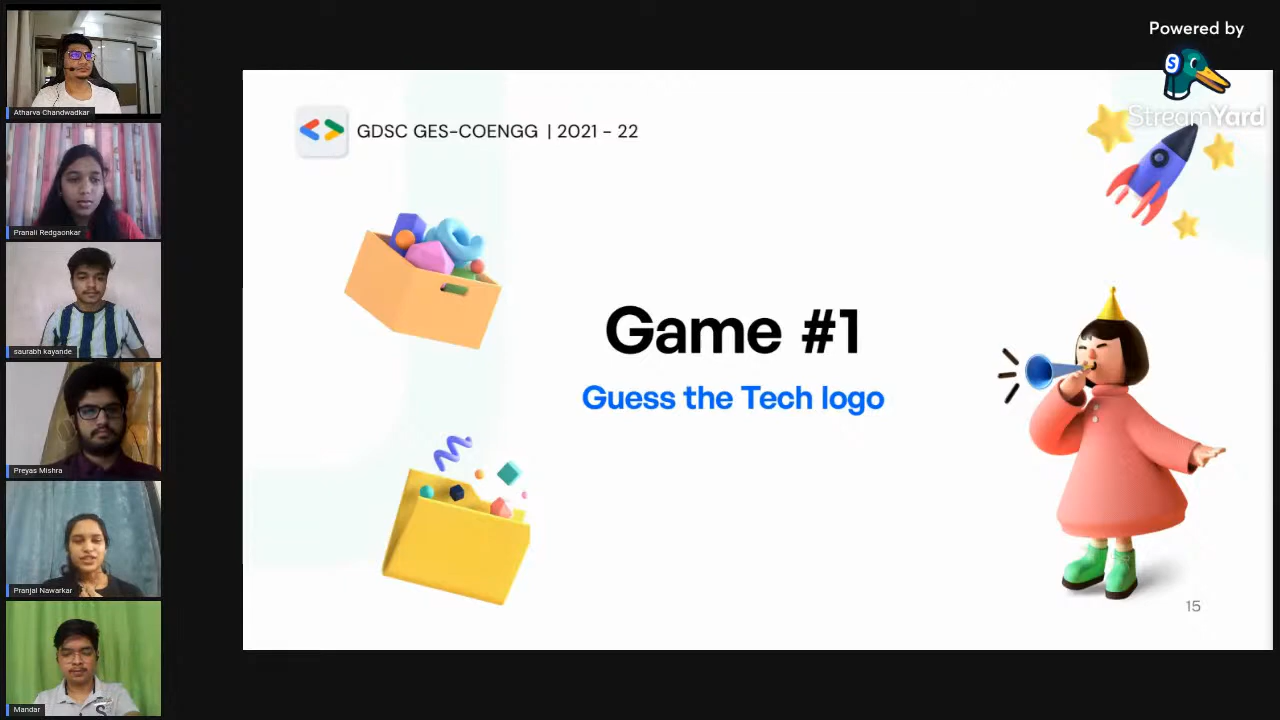 Powered by
S
StreamYard
GDSC GES-COENGG | 2021 - 22
Game #1
Guess the Tech logo
15
Atharva Chandwadkar
Pranali Redgaonkar
saurabh kayande
Preyas Mishra
Pranjal Nawarkar
Mandar